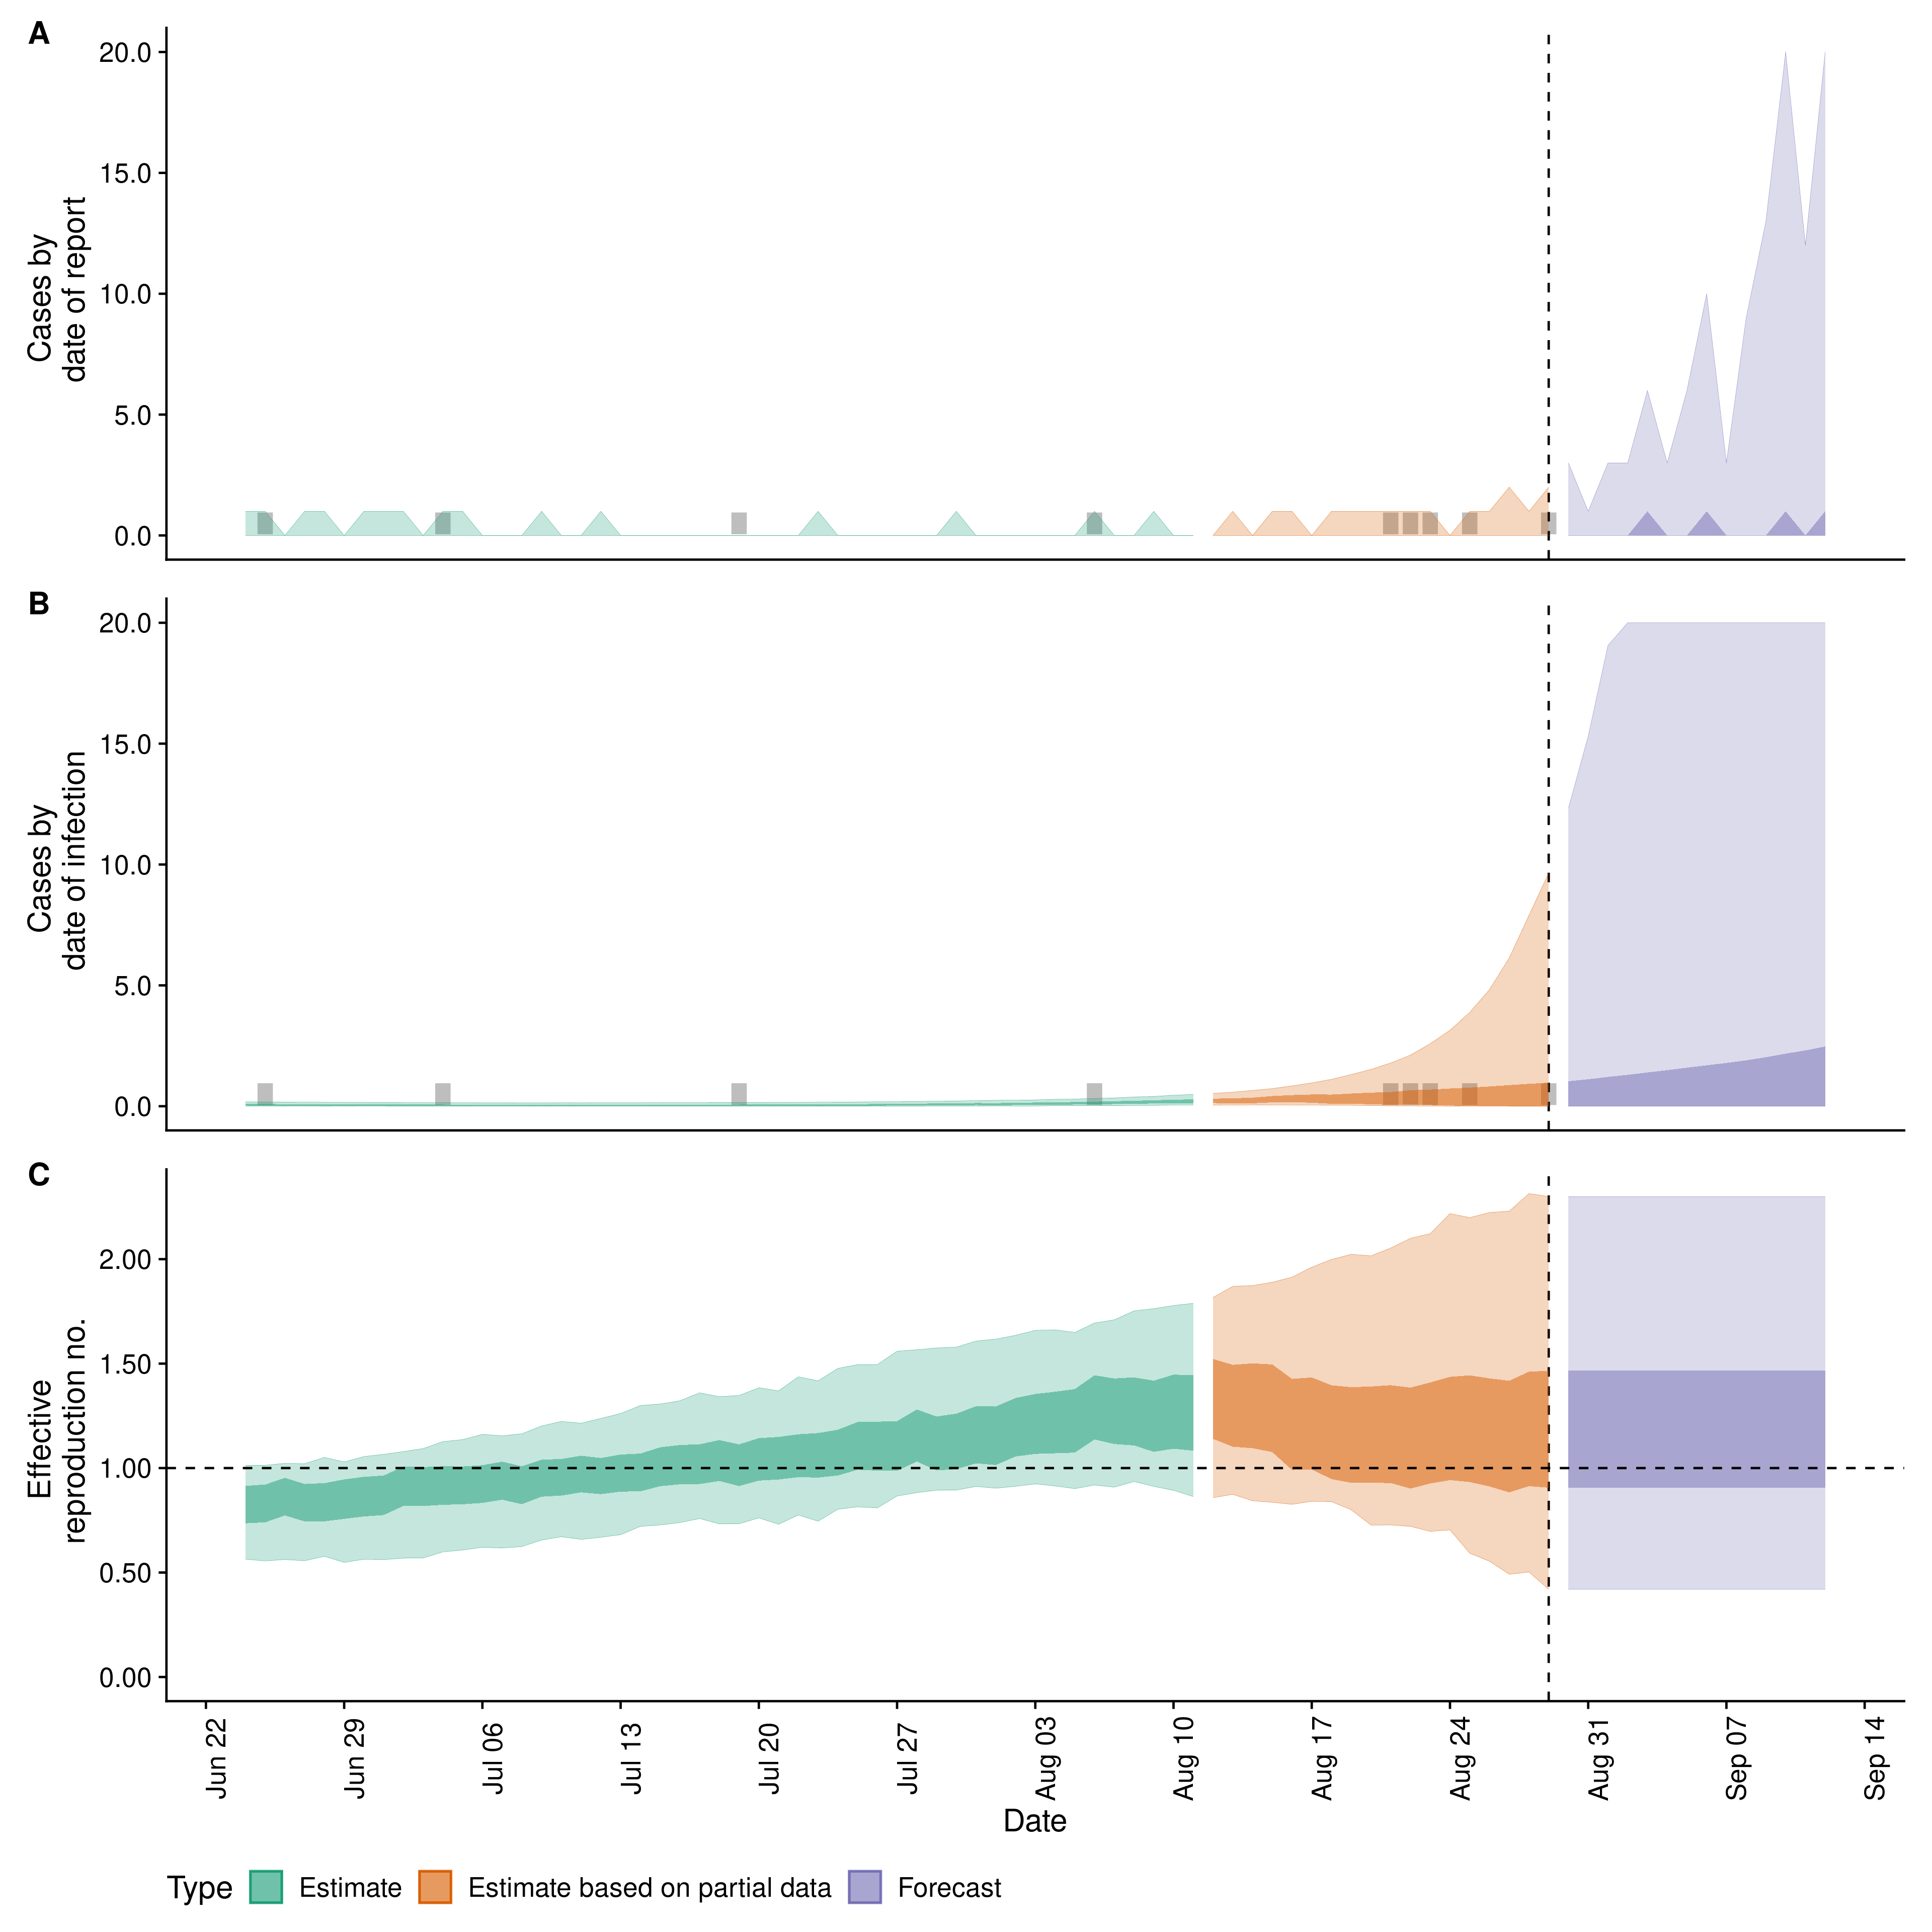 A
20.0
15.0
10.0
5.0
0.0
Cases by
date of report
B
20.0
15.0
10.0
5.0
0.0
Cases by
date of infection
C
2.00
1.50
1.00
0.50
0.00
Effective
reproduction no.
Jun 22
Jun 29
Jul 06
Jul 13
Jul 20
Jul 27
Aug 03
Aug 10
Aug 17
Aug 24
Aug 31
Sep 07
Sep 14
Date
Type
Estimate
Estimate based on partial data
Forecast